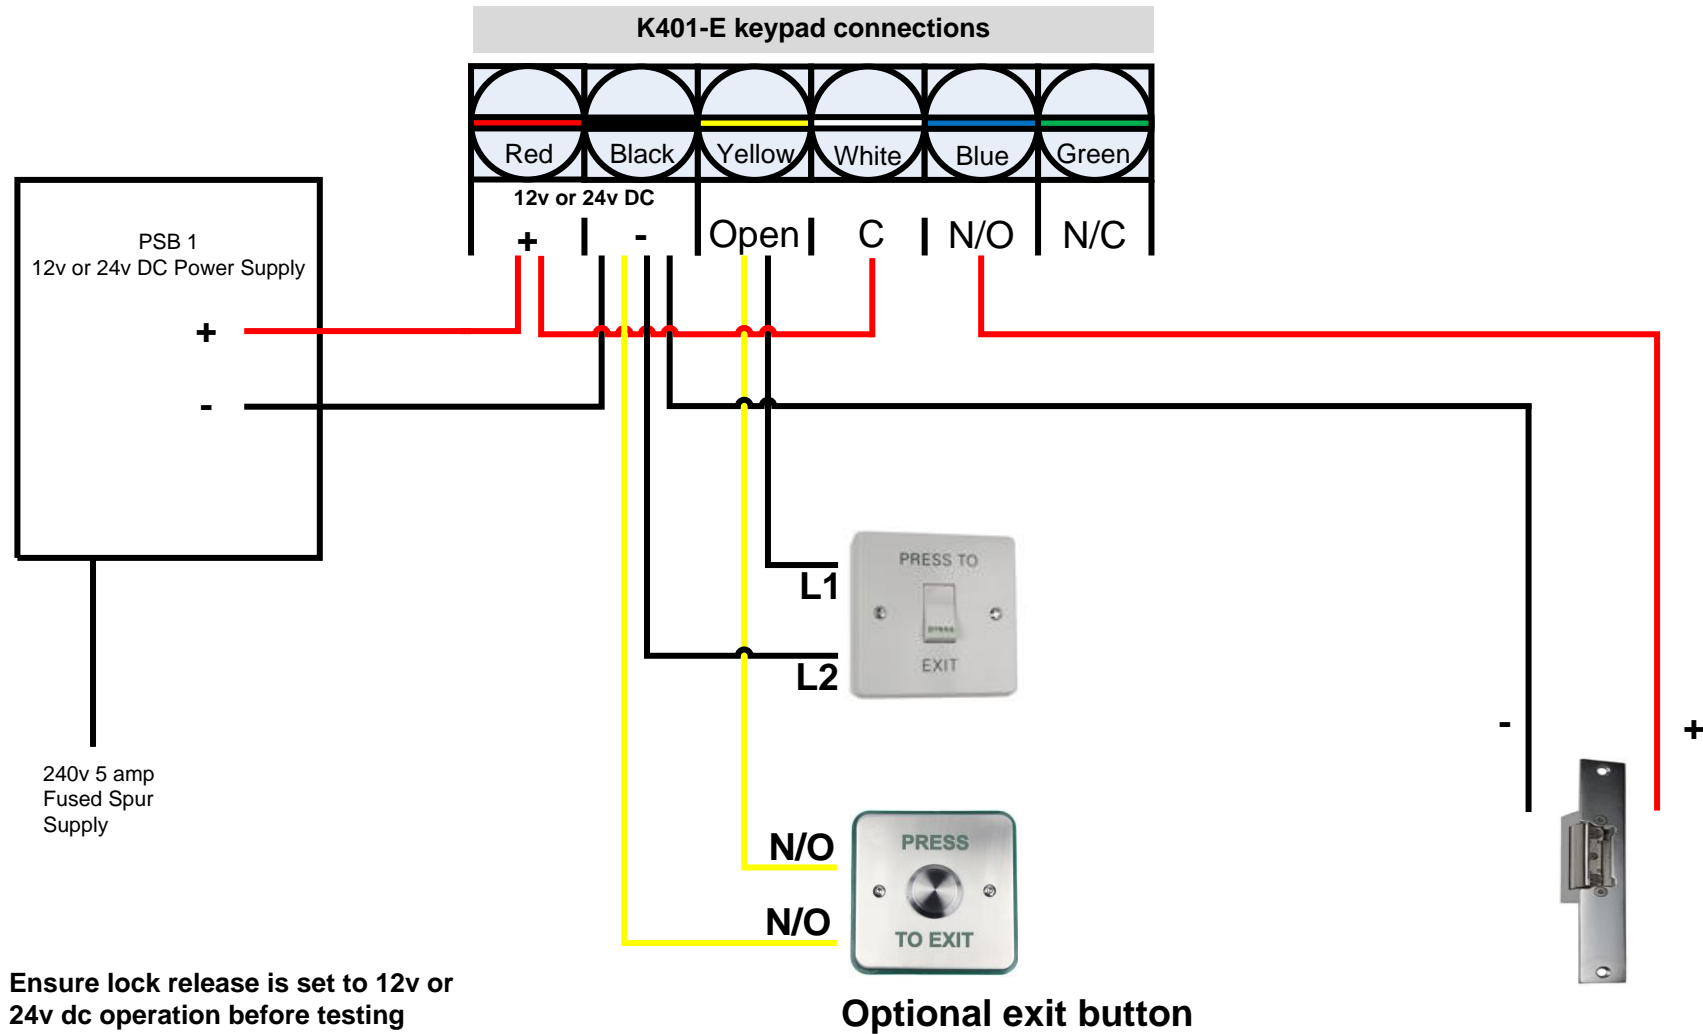 K401-E keypad connections
Red Black Yellow White Blue Green
12v or 24v DC
+ - Open C N/O N/C
PSB 1
12v or 24v DC Power Supply
+
-
PRESS TO
L1
press
EXIT
L2
- +
240v 5 amp
Fused Spur
Supply
N/O
PRESS
N/O
TO EXIT
Ensure lock release is set to 12v or
24v dc operation before testing
Optional exit button